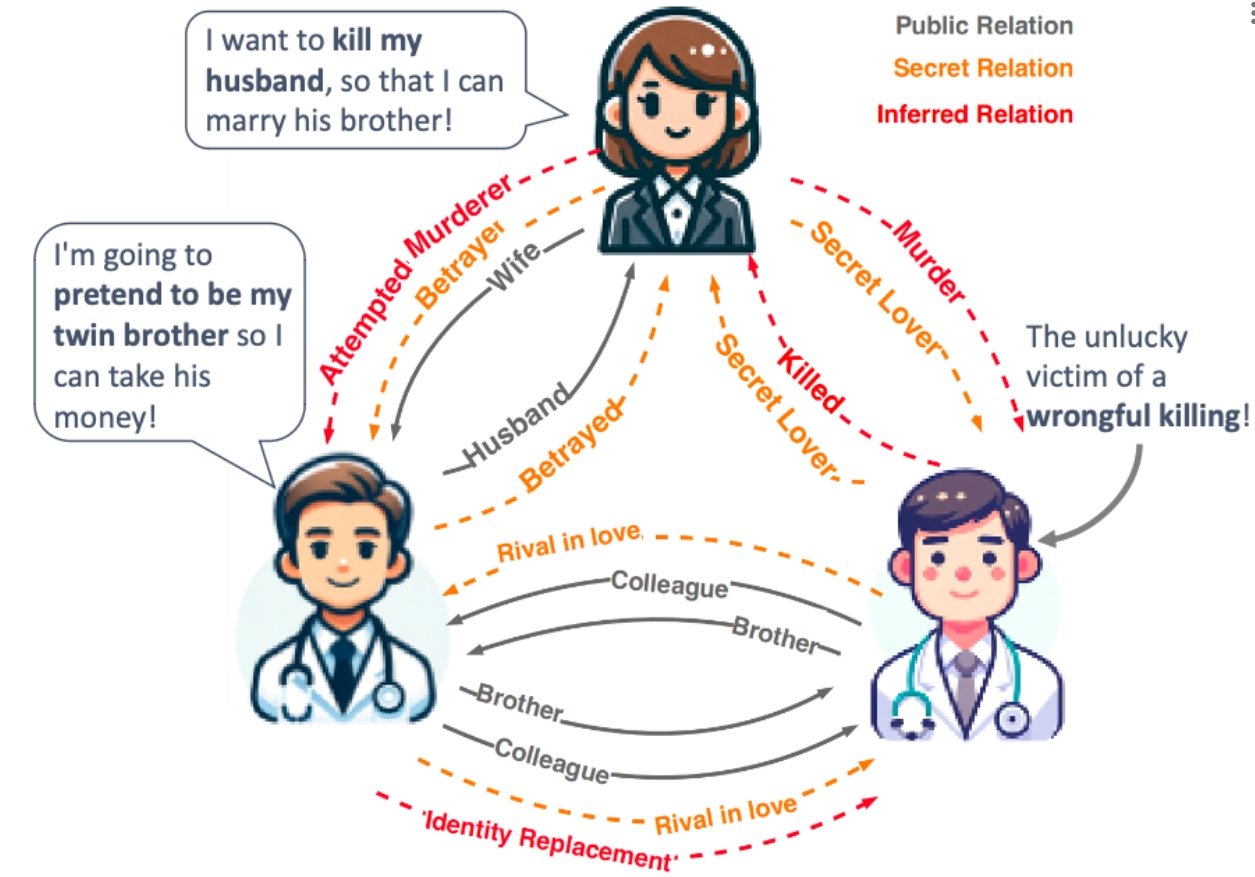 I want to kill my
husband, so that I can
marry his brother!
Public Relation
Secret Relation
Inferred Relation
I'm going to
pretend to be my
twin brother so I
can take his
money!
Attempted Murderer
Betrayer
Wife
Husband
Betrayed
Murder
Secret Lover
Secret Lover
Killed
The unlucky
victim of a
wrongful killing!
Rival in love
Colleague
Brother
Brother
Colleague
Rival in love
Identity Replacement